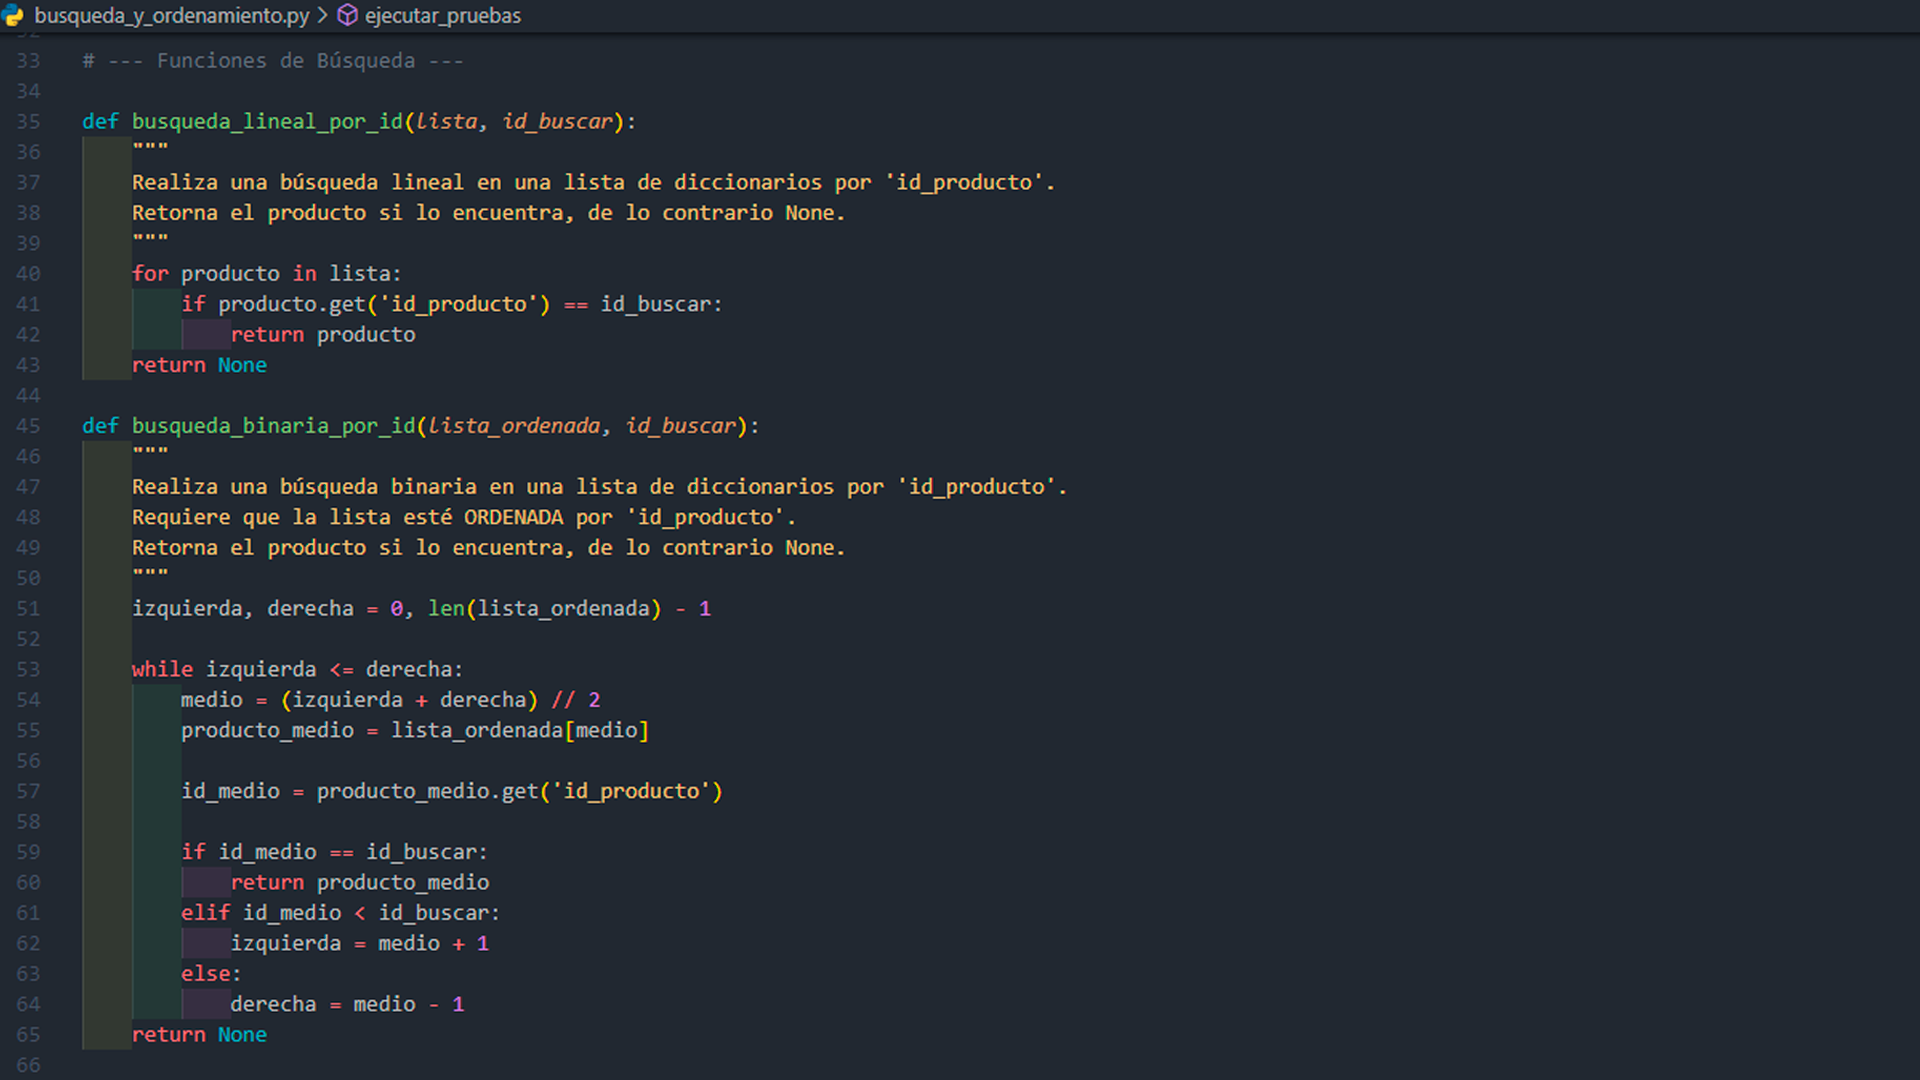 busqueda_y_ordenamiento.py > ejecutar_pruebas
32
33 # --- Funciones de Búsqueda ---
34
35 def busqueda_lineal_por_id(lista, id_buscar):
36 """
37 Realiza una búsqueda lineal en una lista de diccionarios por 'id_producto'.
38 Retorna el producto si lo encuentra, de lo contrario None.
39 """
40 for producto in lista:
41 if producto.get('id_producto') == id_buscar:
42 return producto
43 return None
44
45 def busqueda_binaria_por_id(lista_ordenada, id_buscar):
46 """
47 Realiza una búsqueda binaria en una lista de diccionarios por 'id_producto'.
48 Requiere que la lista esté ORDENADA por 'id_producto'.
49 Retorna el producto si lo encuentra, de lo contrario None.
50 """
51 izquierda, derecha = 0, len(lista_ordenada) - 1
52
53 while izquierda <= derecha:
54 medio = (izquierda + derecha) // 2
55 producto_medio = lista_ordenada[medio]
56
57 id_medio = producto_medio.get('id_producto')
58
59 if id_medio == id_buscar:
60 return producto_medio
61 elif id_medio < id_buscar:
62 izquierda = medio + 1
63 else:
64 derecha = medio - 1
65 return None
66